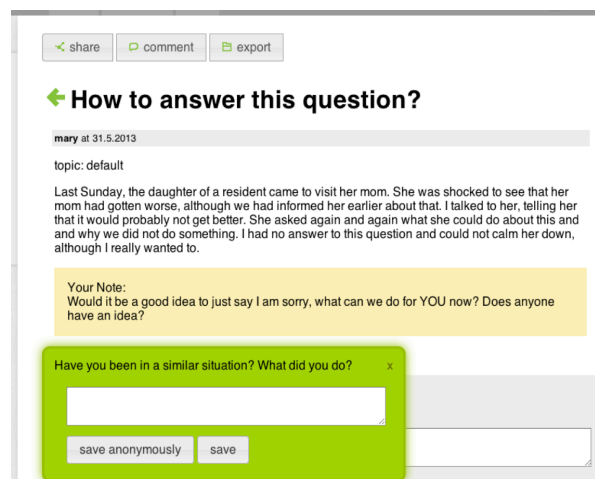 share comment export
How to answer this question?
mary at 31.5.2013
topic: default
Last Sunday, the daughter of a resident came to visit her mom. She was shocked to see that her
mom had gotten worse, although we had informed her earlier about that. I talked to her, telling her
that it would probably not get better. She asked again and again what she could do about this and
and why we did not do something. I had no answer to this question and could not calm her down,
although I really wanted to.
Your Note:
Would it be a good idea to just say I am sorry, what can we do for YOU now? Does anyone
have an idea?
Have you been in a similar situation? What did you do? x
save anonymously save